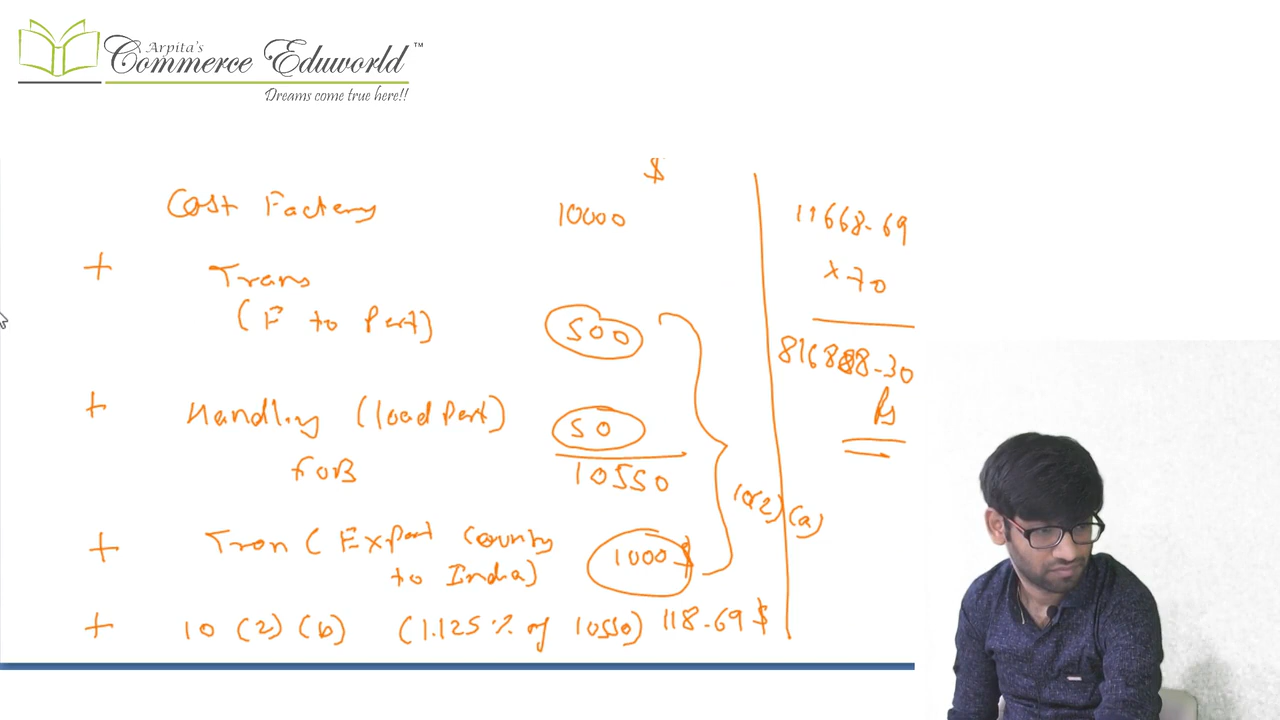 Arpita's
Commerce Eduworld™
Dreams come true here!!
$
Cost Factory 10000
+ Trans
(F to Port) 500
+ Handling (load Port) 50
FOB 10550
+ Tran (Export Country 1000 $
to India)
10(2)(a)
+ 10 (2) (b) (1.125 % of 10550) 118.69 $
11668.69
x 70
816808.30
Rs